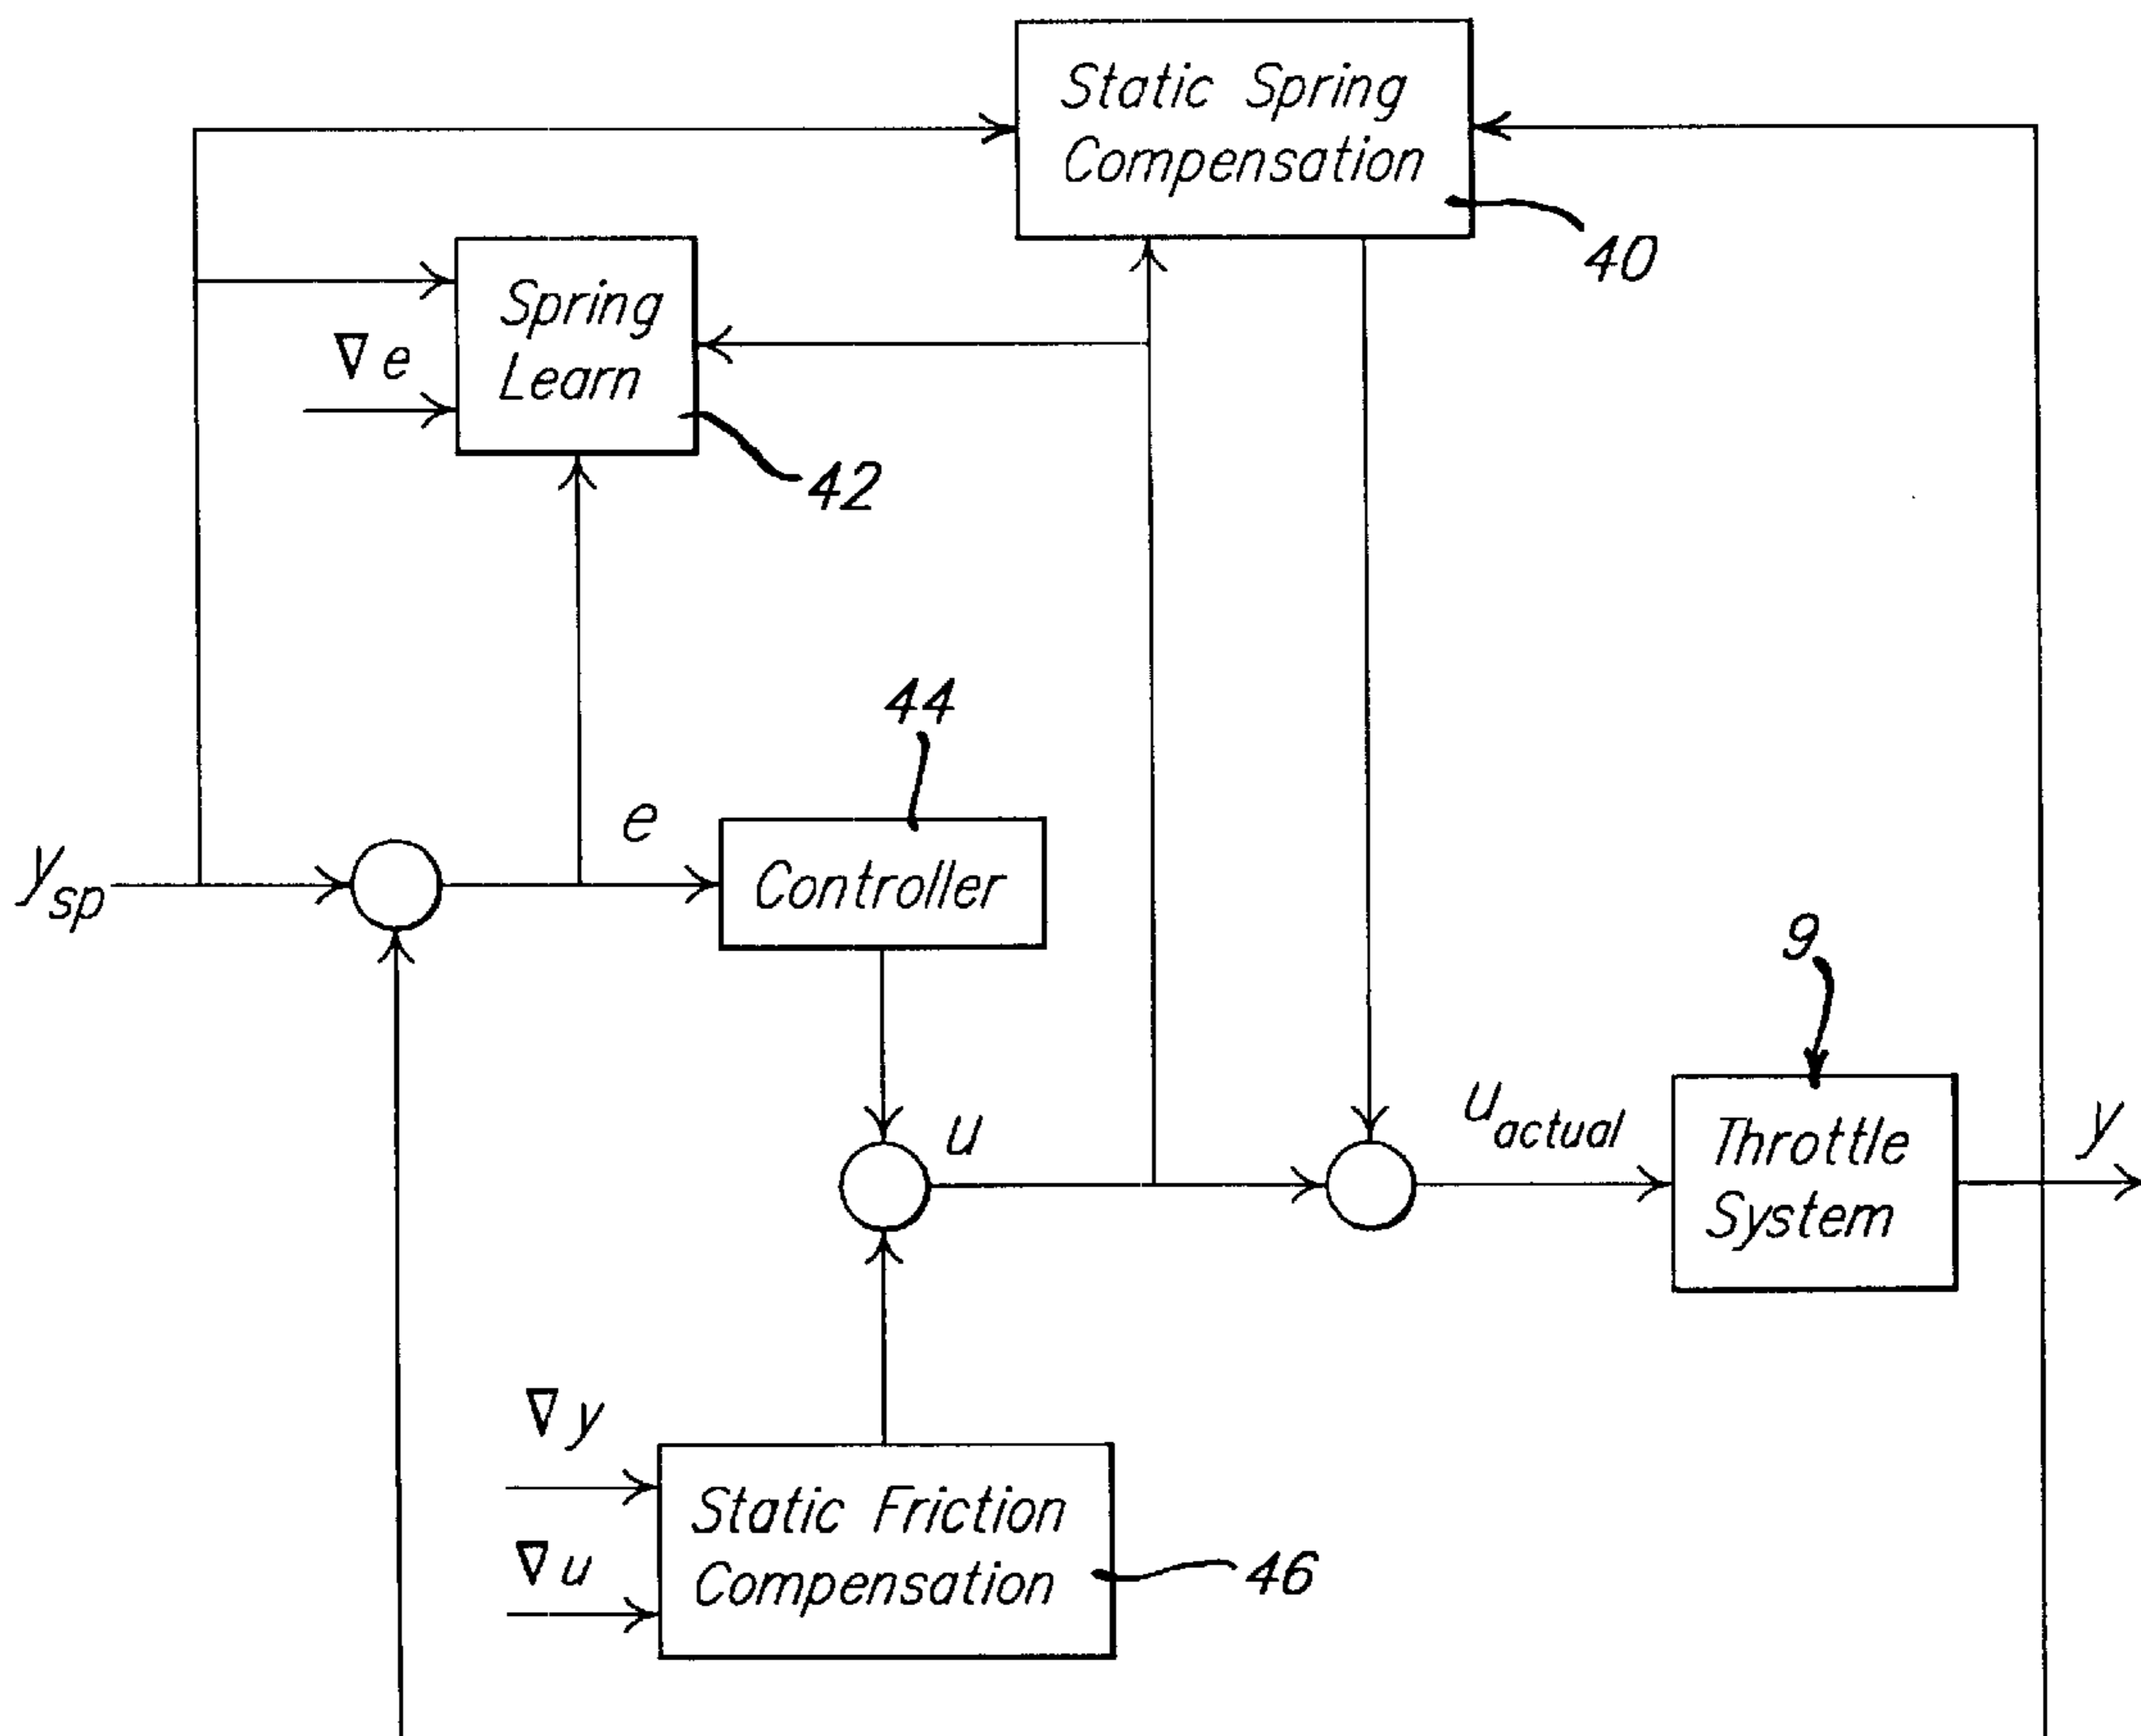 Static Spring
Compensation
40
Spring
Learn
∇e
42
44
e
Controller
y_sp
9
u
u_actual
Throttle
System
y
∇y
Static Friction
Compensation
∇u
46